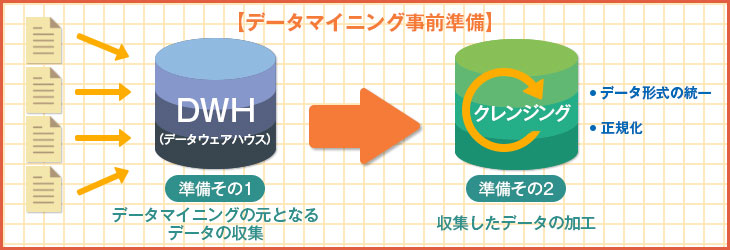 【データマイニング事前準備】
DWH
(データウェアハウス)
準備その1
データマイニングの元となる
データの収集
クレンジング
• データ形式の統一
• 正規化
準備その2
収集したデータの加工